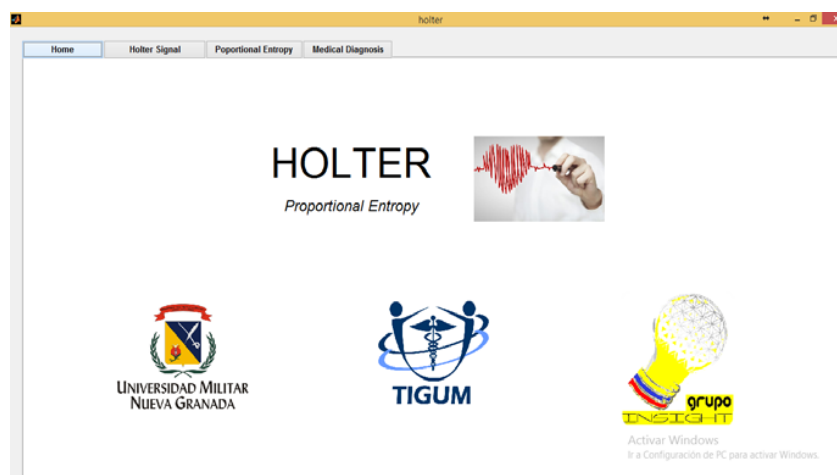 holter
Home Holter Signal Poportional Entropy Medical Diagnosis
HOLTER
Proportional Entropy
UNIVERSIDAD MILITAR
NUEVA GRANADA
TIGUM
grupo
INSIGHT
Activar Windows
Ir a Configuración de PC para activar Windows.